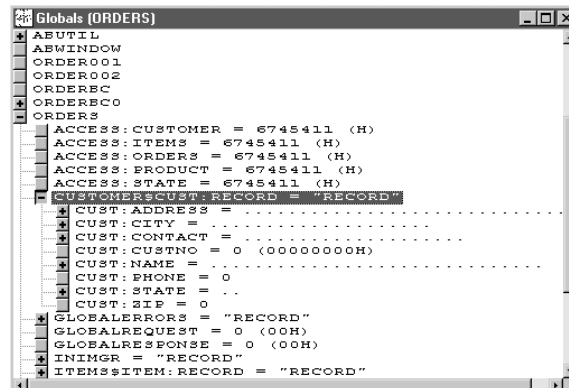 Globals (ORDERS)
ABUTIL
ABWINDOW
ORDER001
ORDER002
ORDERBC
ORDERBC0
ORDERS
ACCESS:CUSTOMER = 6745411 (H)
ACCESS:ITEMS = 6745411 (H)
ACCESS:ORDERS = 6745411 (H)
ACCESS:PRODUCT = 6745411 (H)
ACCESS:STATE = 6745411 (H)
CUSTOMER$CUST:RECORD = "RECORD"
CUST:ADDRESS = ...................................
CUST:CITY = .........................
CUST:CONTACT = .........................
CUST:CUSTNO = 0 (00000000H)
CUST:NAME = ...................................
CUST:PHONE = 0
CUST:STATE = ..
CUST:ZIP = 0
GLOBALERRORS = "RECORD"
GLOBALREQUEST = 0 (00H)
GLOBALRESPONSE = 0 (00H)
INIMGR = "RECORD"
ITEMS$ITEM:RECORD = "RECORD"